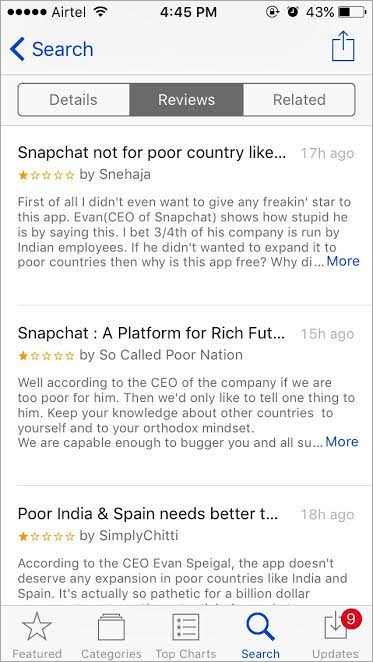 Airtel 4:45 PM 43%
Search
Details Reviews Related
Snapchat not for poor country like... 17h ago
by Snehaja
First of all I didn't even want to give any freakin' star to
this app. Evan(CEO of Snapchat) shows how stupid he
is by saying this. I bet 3/4th of his company is run by
Indian employees. If he didn't wanted to expand it to
poor countries then why is this app free? Why di... More
Snapchat : A Platform for Rich Fut... 15h ago
by So Called Poor Nation
Well according to the CEO of the company if we are
too poor for him. Then we'd only like to tell one thing to
him. Keep your knowledge about other countries to
yourself and to your orthodox mindset.
We are capable enough to bugger you and all su... More
Poor India & Spain needs better t... 18h ago
by SimplyChitti
According to the CEO Evan Speigal, the app doesn't
deserve any expansion in poor countries like India and
Spain. It's actually so pathetic for a billion dollar
9
Featured Categories Top Charts Search Updates